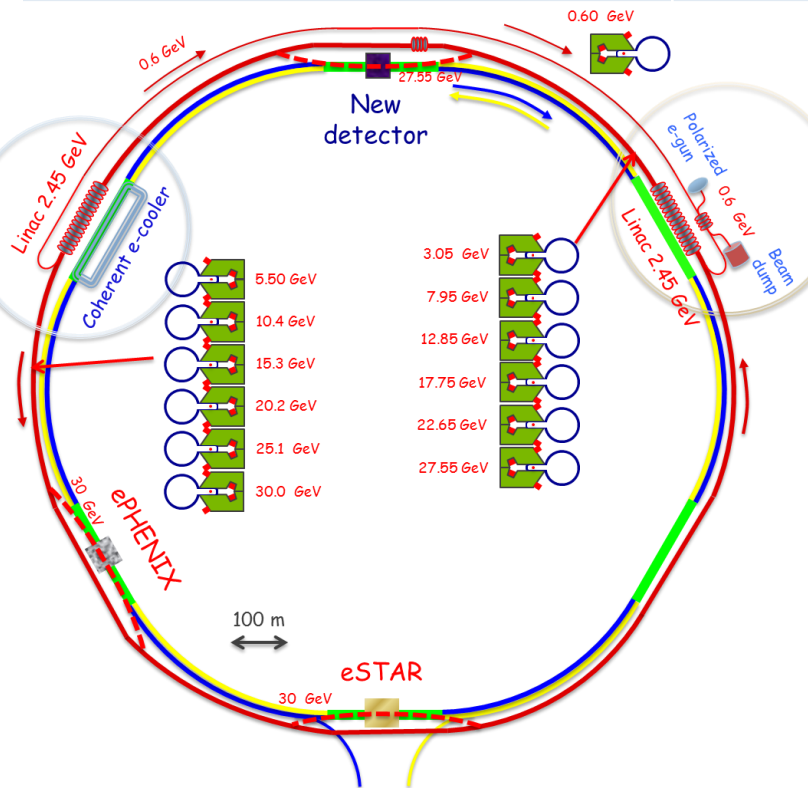 0.60 GeV
0.6 GeV
27.55 GeV
New
detector
Polarized
e-gun
0.6 GeV
Beam
dump
Linac 2.45 GeV
Linac 2.45 GeV
Coherent e-cooler
5.50 GeV
10.4 GeV
15.3 GeV
20.2 GeV
25.1 GeV
30.0 GeV
3.05 GeV
7.95 GeV
12.85 GeV
17.75 GeV
22.65 GeV
27.55 GeV
30 GeV
ePHENIX
100 m
eSTAR
30 GeV